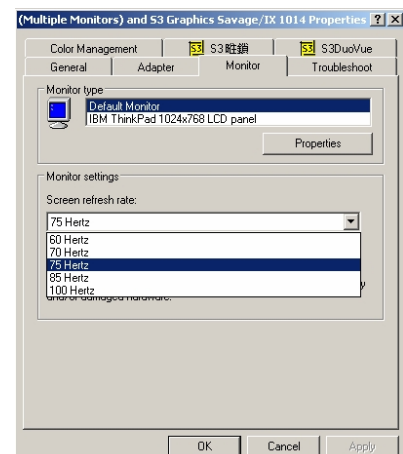 (Multiple Monitors) and S3 Graphics Savage/IX 1014 Properties
Color Management
S3 S3
S3 S3DuoVue
General
Adapter
Monitor
Troubleshoot
Monitor type
Default Monitor
IBM ThinkPad 1024x768 LCD panel
Properties
Monitor settings
Screen refresh rate:
75 Hertz
60 Hertz
70 Hertz
75 Hertz
85 Hertz
100 Hertz
and/or damaged hardware.
OK
Cancel
Apply